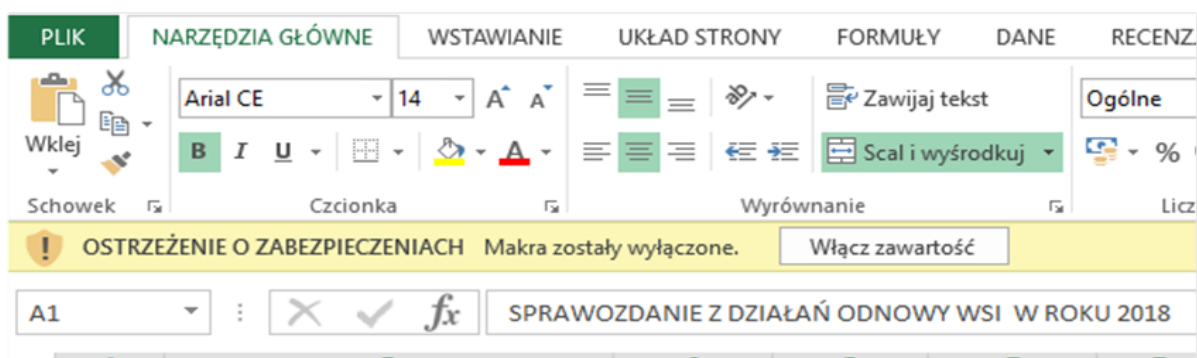 PLIK NARZĘDZIA GŁÓWNE WSTAWIANIE UKŁAD STRONY FORMUŁY DANE RECENZ
Arial CE 14 A A Zawijaj tekst Ogólne
Wklej B I U A Scal i wyśrodkuj %
Schowek Czcionka Wyrównanie Licz
OSTRZEŻENIE O ZABEZPIECZENIACH Makra zostały wyłączone. Włącz zawartość
A1 fx SPRAWOZDANIE Z DZIAŁAŃ ODNOWY WSI W ROKU 2018